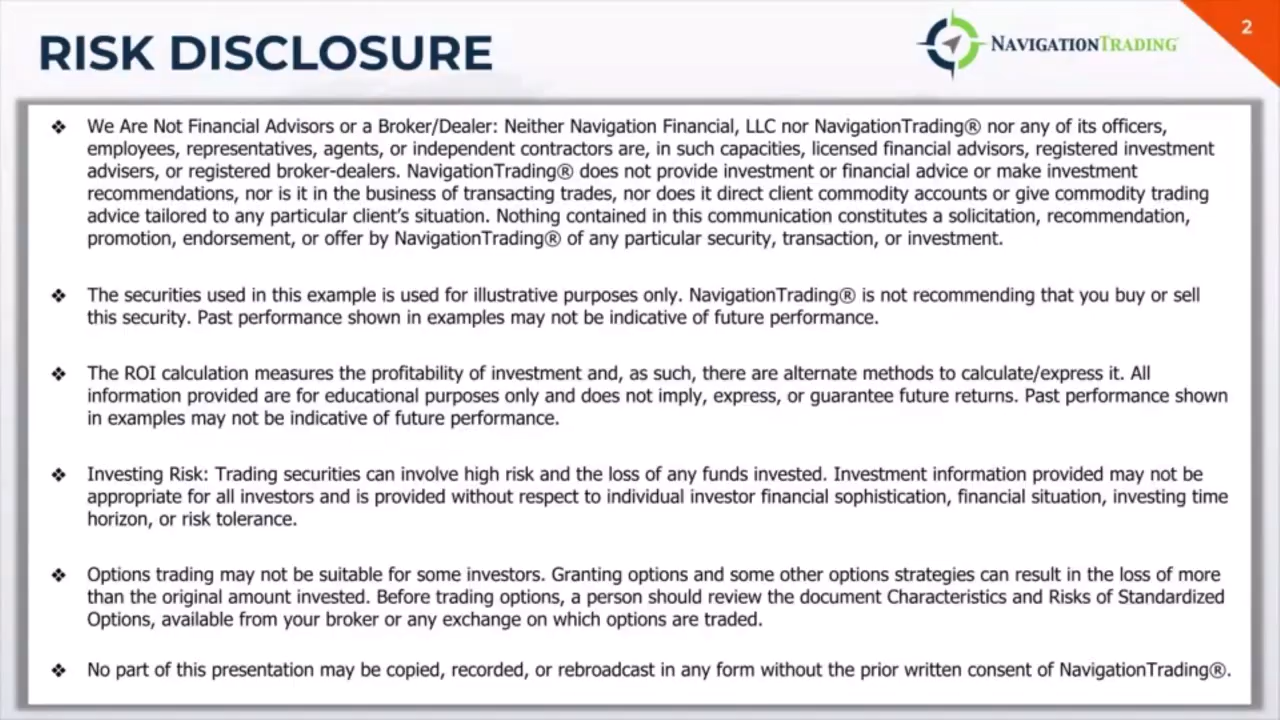 2
RISK DISCLOSURE
NAVIGATIONTRADING
❖ We Are Not Financial Advisors or a Broker/Dealer: Neither Navigation Financial, LLC nor NavigationTrading® nor any of its officers,
employees, representatives, agents, or independent contractors are, in such capacities, licensed financial advisors, registered investment
advisers, or registered broker-dealers. NavigationTrading® does not provide investment or financial advice or make investment
recommendations, nor is it in the business of transacting trades, nor does it direct client commodity accounts or give commodity trading
advice tailored to any particular client's situation. Nothing contained in this communication constitutes a solicitation, recommendation,
promotion, endorsement, or offer by NavigationTrading® of any particular security, transaction, or investment.
❖ The securities used in this example is used for illustrative purposes only. NavigationTrading® is not recommending that you buy or sell
this security. Past performance shown in examples may not be indicative of future performance.
❖ The ROI calculation measures the profitability of investment and, as such, there are alternate methods to calculate/express it. All
information provided are for educational purposes only and does not imply, express, or guarantee future returns. Past performance shown
in examples may not be indicative of future performance.
❖ Investing Risk: Trading securities can involve high risk and the loss of any funds invested. Investment information provided may not be
appropriate for all investors and is provided without respect to individual investor financial sophistication, financial situation, investing time
horizon, or risk tolerance.
❖ Options trading may not be suitable for some investors. Granting options and some other options strategies can result in the loss of more
than the original amount invested. Before trading options, a person should review the document Characteristics and Risks of Standardized
Options, available from your broker or any exchange on which options are traded.
❖ No part of this presentation may be copied, recorded, or rebroadcast in any form without the prior written consent of NavigationTrading®.